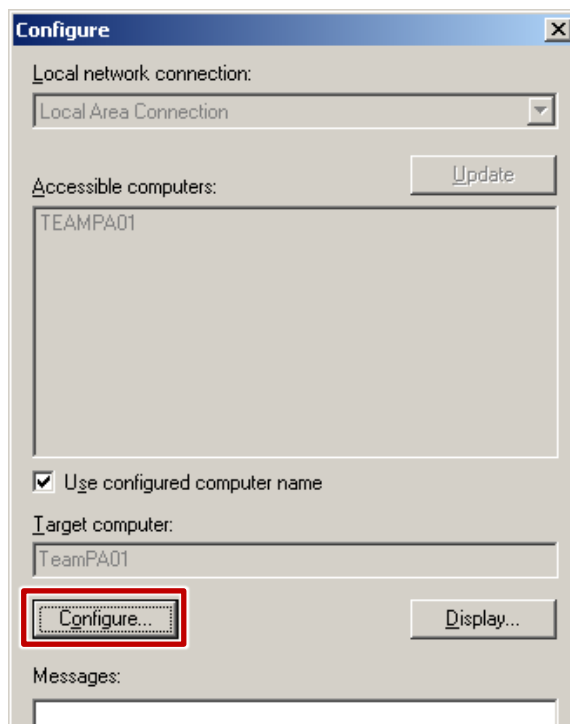 Configure
Local network connection:
Local Area Connection
Update
Accessible computers:
TEAMPA01
Use configured computer name
Target computer:
TeamPA01
Configure...
Display...
Messages: